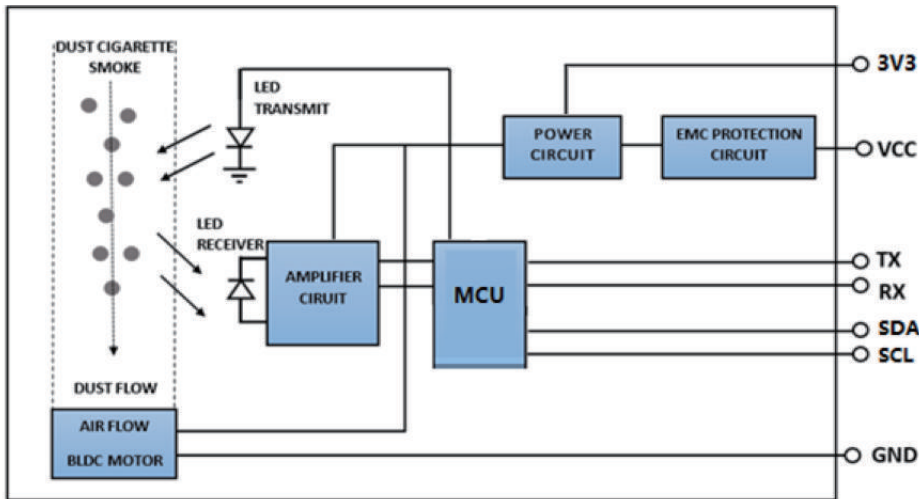 DUST CIGARETTE
SMOKE
LED
TRANSMIT
3V3
POWER
CIRCUIT
EMC PROTECTION
CIRCUIT
VCC
LED
RECEIVER
AMPLIFIER
CIRUIT
MCU
TX
RX
SDA
SCL
DUST FLOW
AIR FLOW
BLDC MOTOR
GND